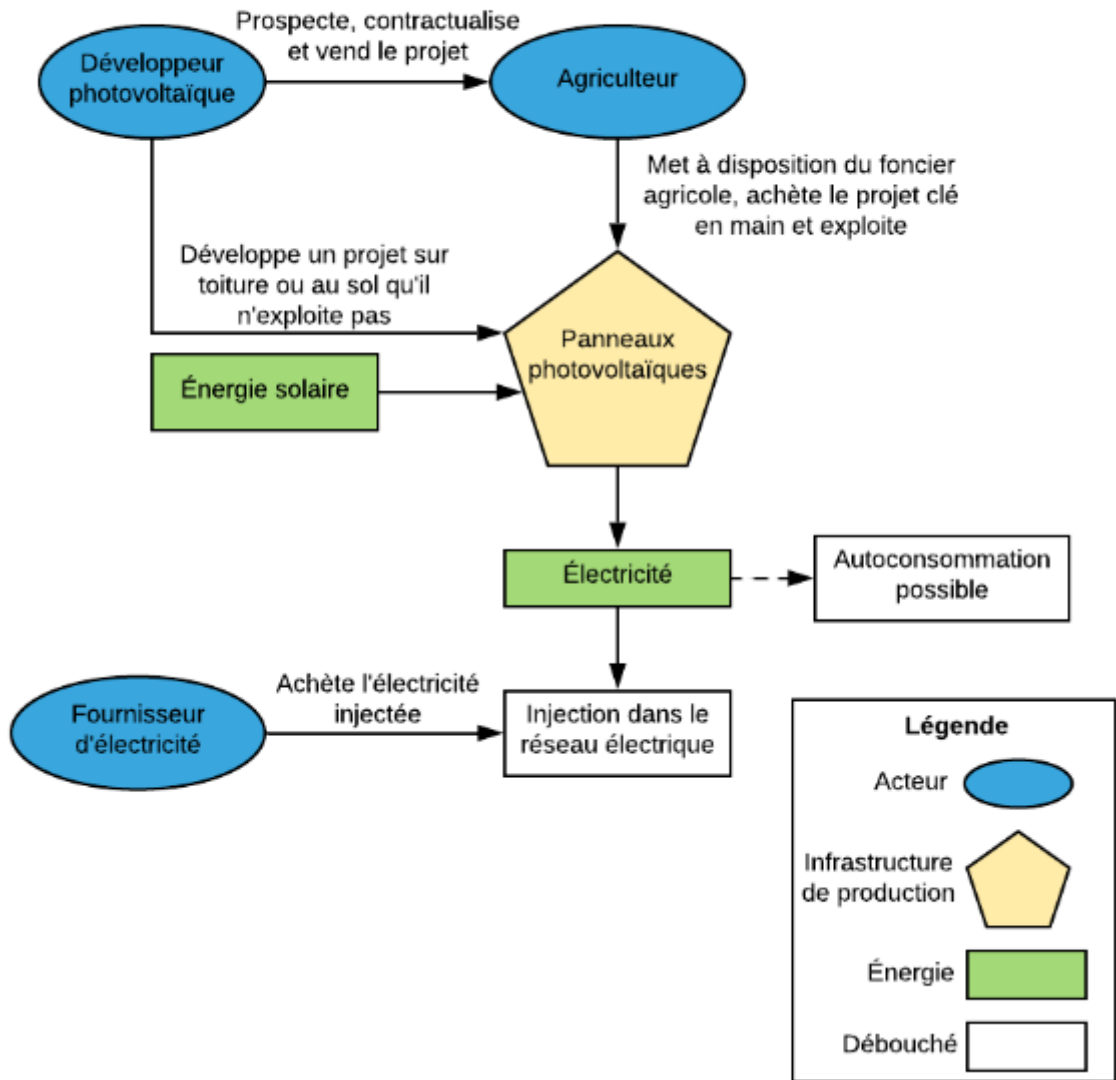 Prospecte, contractualise
et vend le projet
Développeur
photovoltaïque
Agriculteur
Met à disposition du foncier
agricole, achète le projet clé
en main et exploite
Développe un projet sur
toiture ou au sol qu'il
n'exploite pas
Panneaux
photovoltaïques
Énergie solaire
Électricité
Autoconsommation
possible
Achète l'électricité
injectée
Fournisseur
d'électricité
Injection dans le
réseau électrique
Légende
Acteur
Infrastructure
de production
Énergie
Débouché